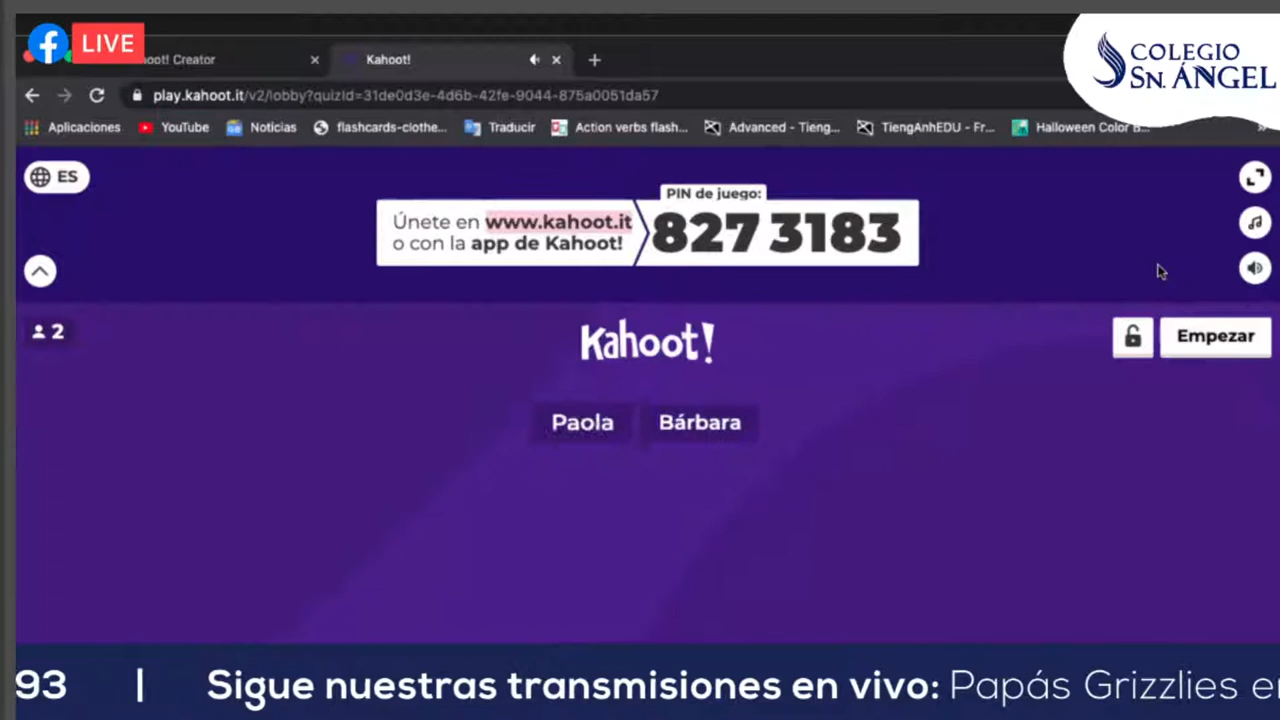 LIVE
oot! Creator
Kahoot!
COLEGIO
SN. ÁNGEL
play.kahoot.it/v2/lobby?quizId=31de0d3e-4d6b-42fe-9044-875a0051da57
Aplicaciones YouTube Noticias flashcards-clothe... Traducir Action verbs flash... Advanced - Tieng... TiengAnhEDU - Fr... Halloween Color B...
ES
PIN de juego:
Únete en www.kahoot.it
o con la app de Kahoot!
827 3183
2
Kahoot!
Empezar
Paola Bárbara
93 | Sigue nuestras transmisiones en vivo: Papás Grizzlies e